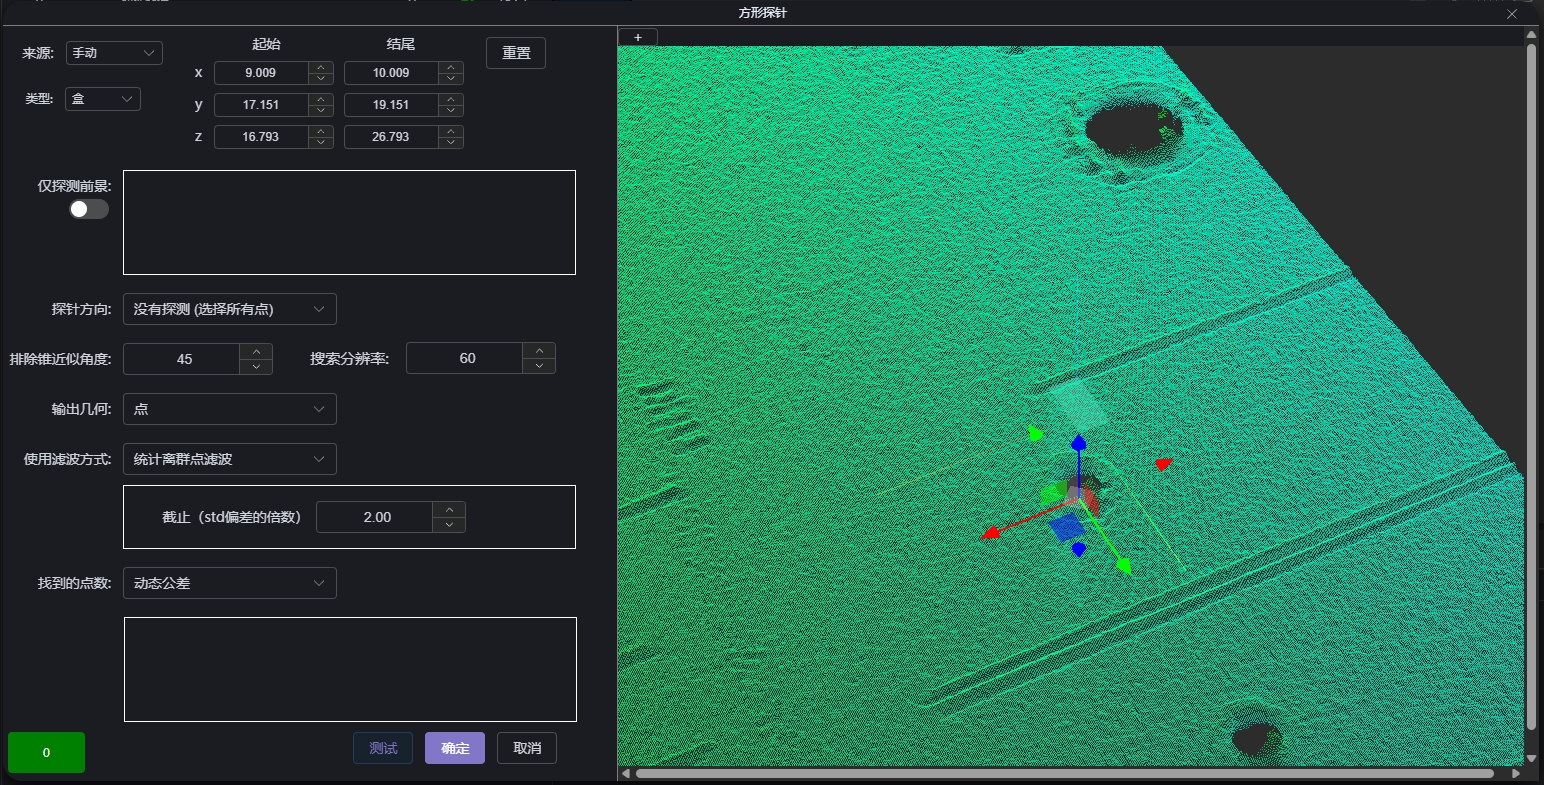 方形探针
来源: 手动
起始 结尾
重置
x 9.009 10.009
类型: 盒
y 17.151 19.151
z 16.793 26.793
仅探测前景:
探针方向: 没有探测 (选择所有点)
排除锥近似角度: 45 搜索分辨率: 60
输出几何: 点
使用滤波方式: 统计离群点滤波
截止（std偏差的倍数） 2.00
找到的点数: 动态公差
0 测试 确定 取消
+